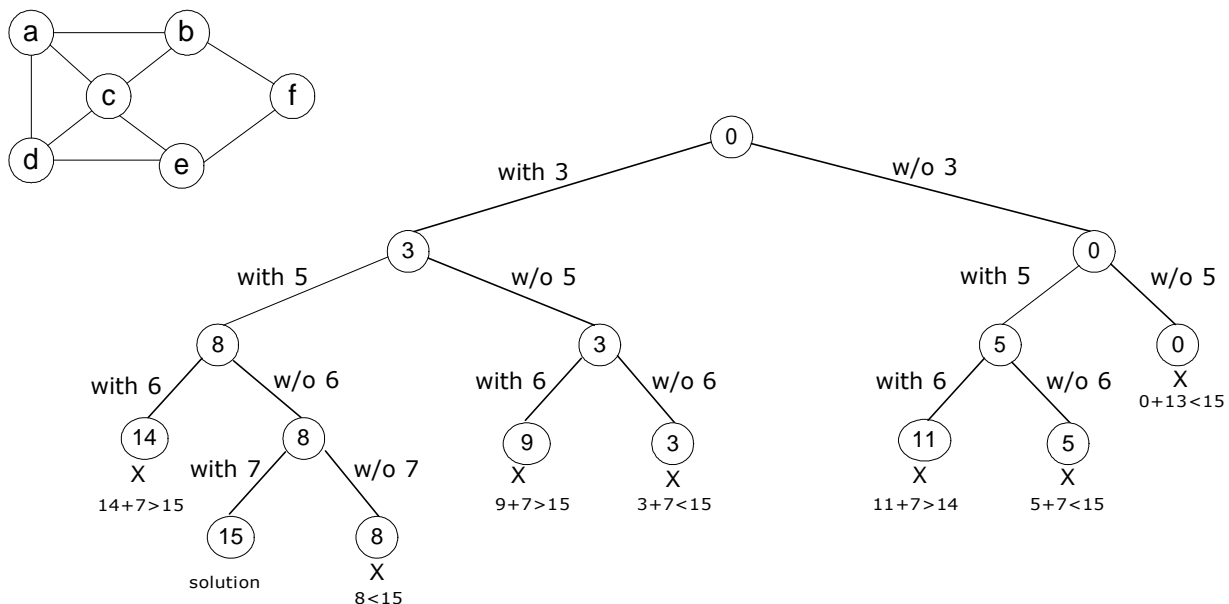 a b
c f
d e
0
with 3 w/o 3
3 0
with 5 w/o 5 with 5 w/o 5
8 3 5 0
X
0+13<15
with 6 w/o 6 with 6 w/o 6 with 6 w/o 6
14 8 9 3 11 5
X X X X X
14+7>15 9+7>15 3+7<15 11+7>14 5+7<15
with 7 w/o 7
15 8
solution X
8<15